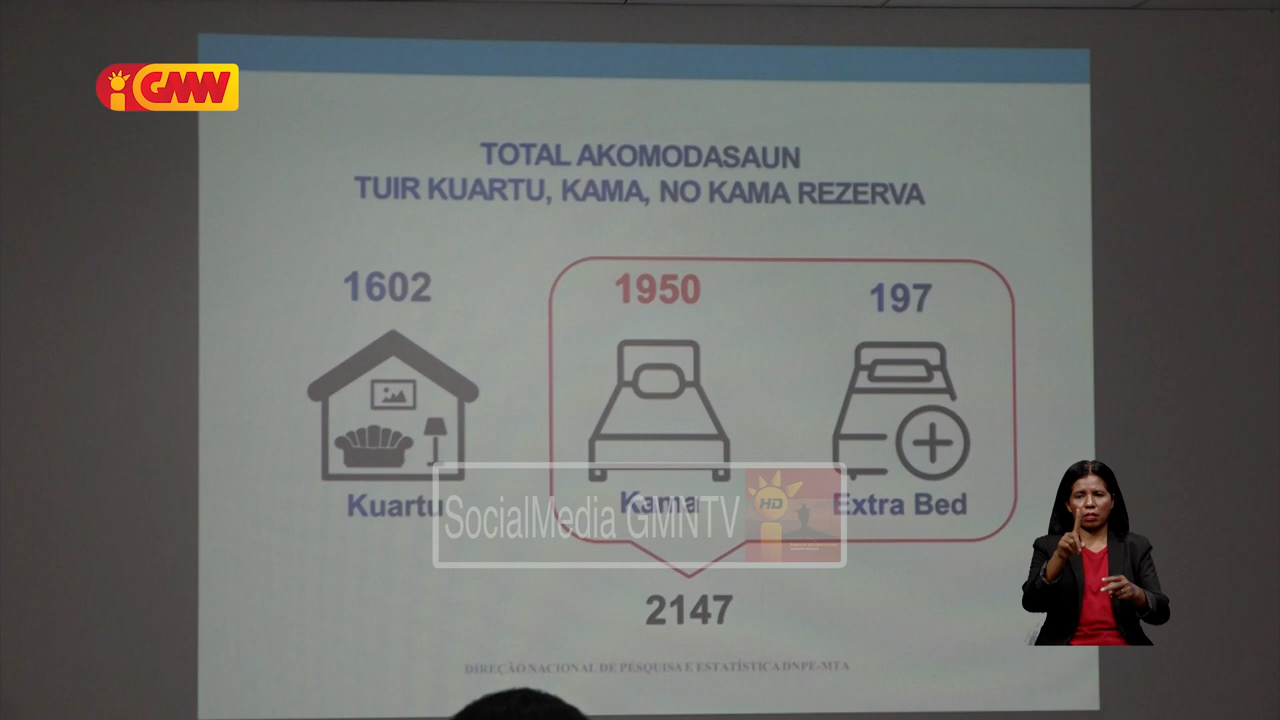 GMN
TOTAL AKOMODASAUN
TUIR KUARTU, KAMA, NO KAMA REZERVA
1602
1950
197
Kuartu
Kama
Extra Bed
SocialMedia GMNTV
HD
2147
DIREÇÃO NACIONAL DE PESQUISA E ESTATÍSTICA DNPE-MTA